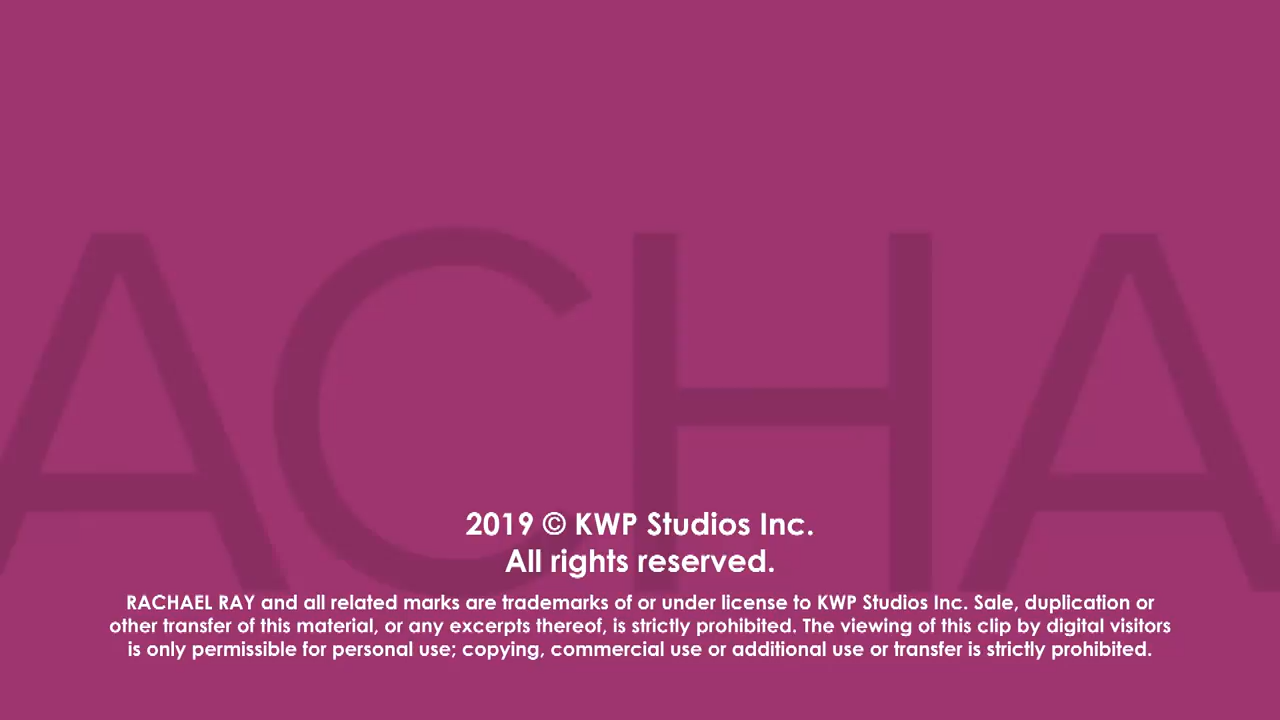 ACHA
2019 © KWP Studios Inc.
All rights reserved.
RACHAEL RAY and all related marks are trademarks of or under license to KWP Studios Inc. Sale, duplication or
other transfer of this material, or any excerpts thereof, is strictly prohibited. The viewing of this clip by digital visitors
is only permissible for personal use; copying, commercial use or additional use or transfer is strictly prohibited.